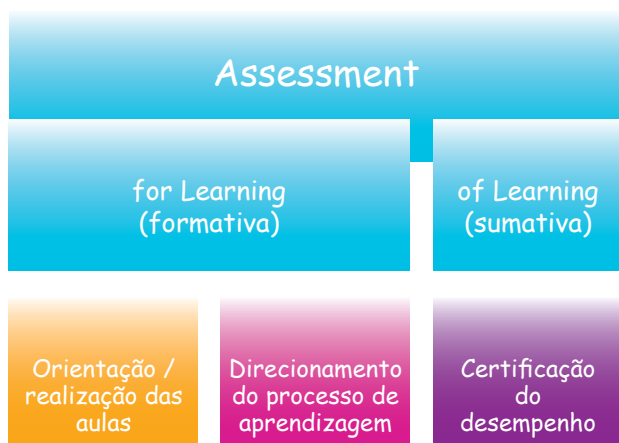 Assessment
for Learning
(formativa)
of Learning
(sumativa)
Orientação /
realização das
aulas
Direcionamento
do processo de
aprendizagem
Certificação
do
desempenho